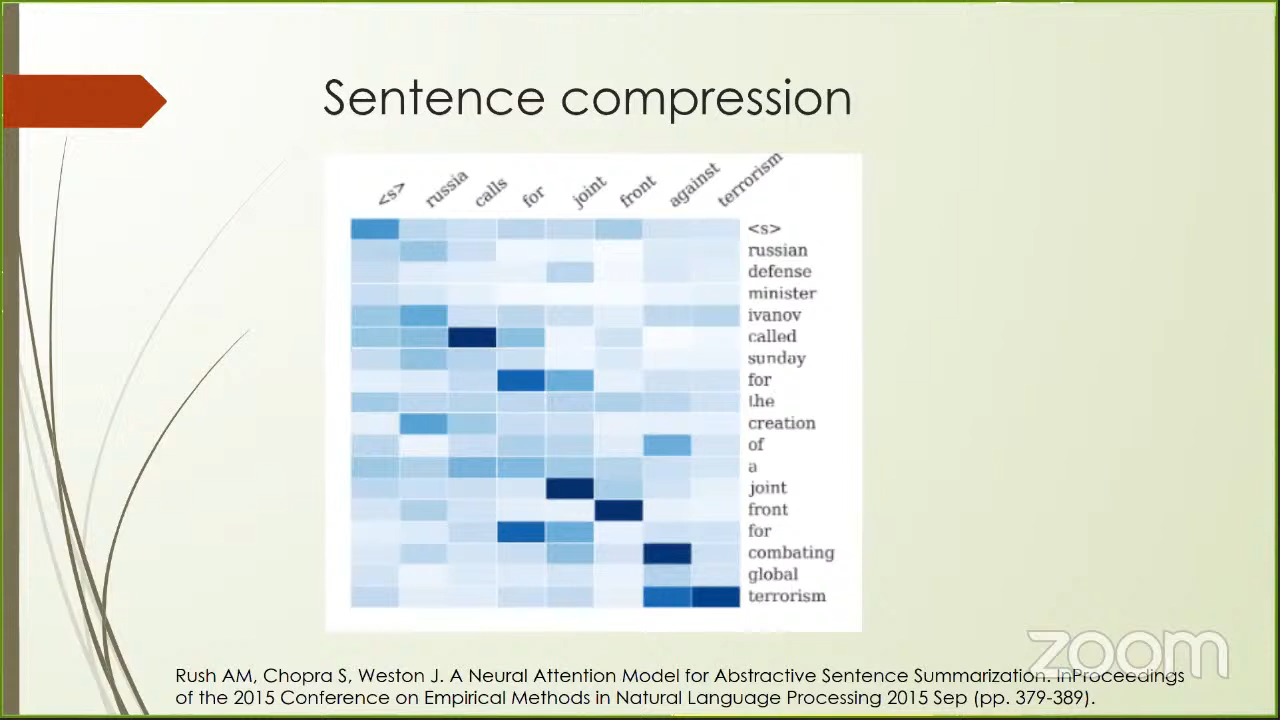 Sentence compression
<s> russia calls for joint front against terrorism
<s>
russian
defense
minister
ivanov
called
sunday
for
the
creation
of
a
joint
front
for
combating
global
terrorism
zoom
Rush AM, Chopra S, Weston J. A Neural Attention Model for Abstractive Sentence Summarization. InProceedings
of the 2015 Conference on Empirical Methods in Natural Language Processing 2015 Sep (pp. 379-389).